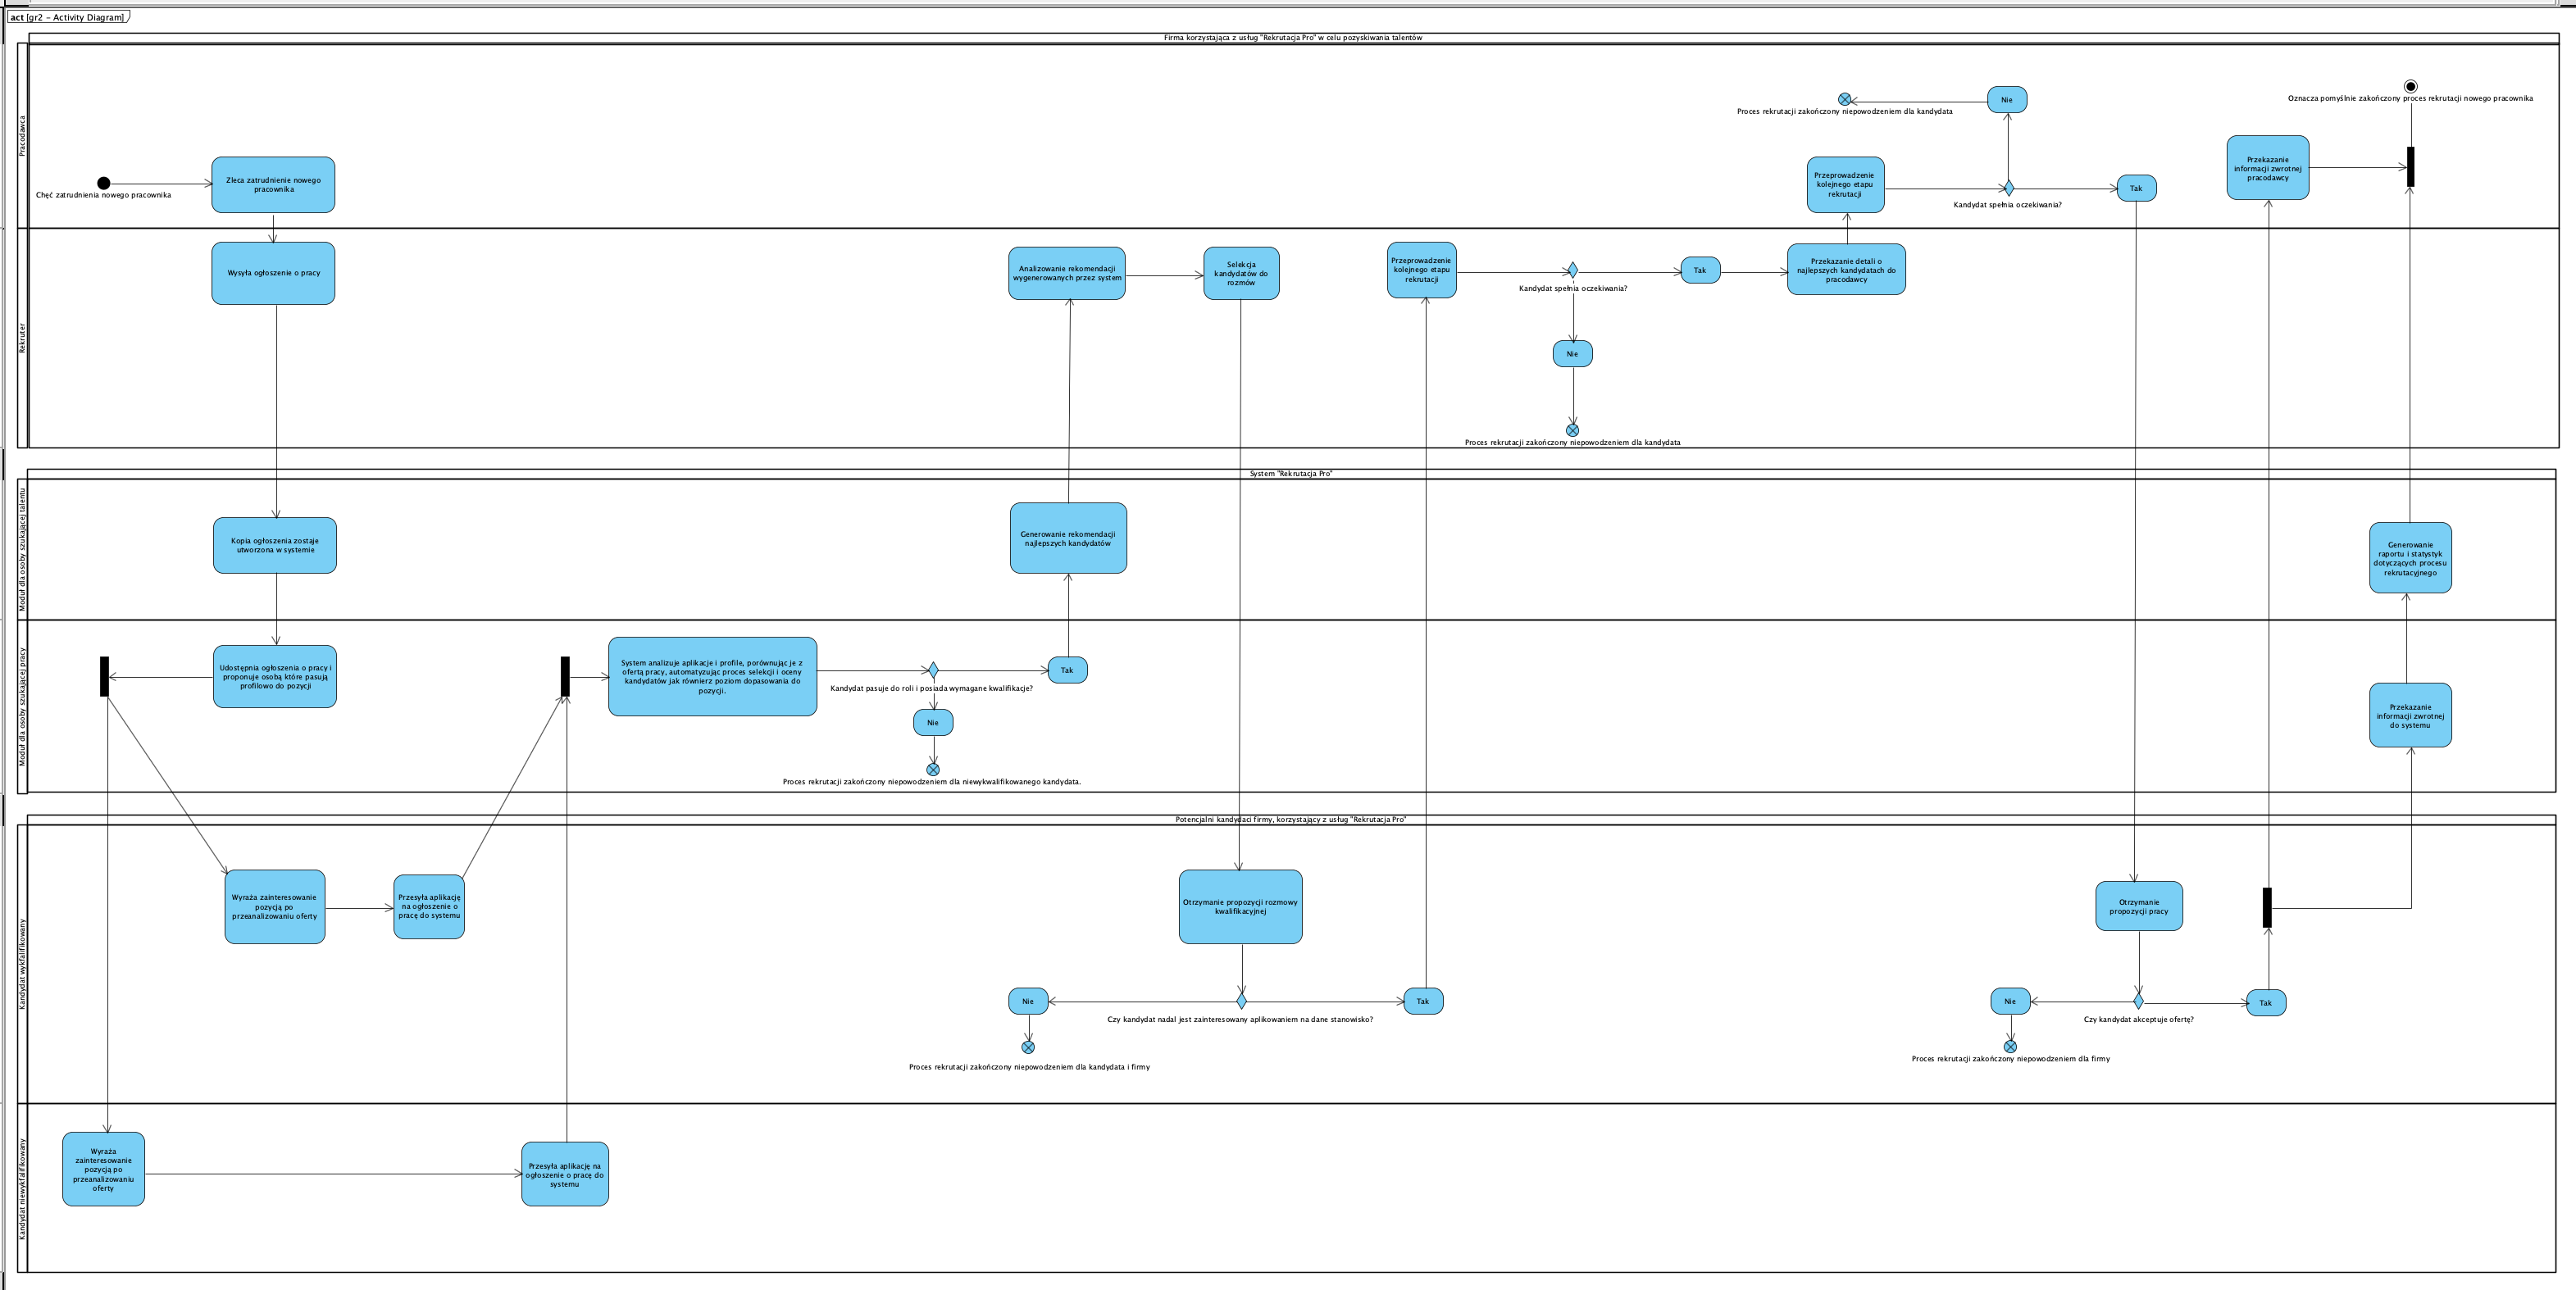 act [gr2 - Activity Diagram]
Firma korzystająca z usług "Rekrutacja Pro" w celu pozyskiwania talentów
Pracodawca
Chęć zatrudnienia nowego pracownika
Zleca zatrudnienie nowego
pracownika
Proces rekrutacji zakończony niepowodzeniem dla kandydata
Nie
Przeprowadzenie
kolejnego etapu
rekrutacji
Kandydat spełnia oczekiwania?
Tak
Przekazanie
informacji zwrotnej
pracodawcy
Oznacza pomyślnie zakończony proces rekrutacji nowego pracownika
Rekruter
Wysyła ogłoszenie o pracy
Analizowanie rekomendacji
wygenerowanych przez system
Selekcja
kandydatów do
rozmów
Przeprowadzenie
kolejnego etapu
rekrutacji
Kandydat spełnia oczekiwania?
Tak
Przekazanie detali o
najlepszych kandydatach do
pracodawcy
Nie
Proces rekrutacji zakończony niepowodzeniem dla kandydata
System "Rekrutacja Pro"
Moduł dla osoby szukającej talentu
Kopia ogłoszenia zostaje
utworzona w systemie
Generowanie rekomendacji
najlepszych kandydatów
Generowanie
raportu i statystyk
dotyczących procesu
rekrutacyjnego
Moduł dla osoby szukającej pracy
Udostępnia ogłoszenia o pracy i
proponuje osobą które pasują
profilowo do pozycji
System analizuje aplikacje i profile, porównując je z
ofertą pracy, automatyzując proces selekcji i oceny
kandydatów jak równierz poziom dopasowania do
pozycji.
Kandydat pasuje do roli i posiada wymagane kwalifikacje?
Tak
Nie
Proces rekrutacji zakończony niepowodzeniem dla niewykwalifikowanego kandydata.
Przekazanie
informacji zwrotnej
do systemu
Potencjalni kandydaci firmy, korzystający z usług "Rekrutacja Pro"
Kandydat wykfalifikowany
Wyraża zainteresowanie
pozycją po
przeanalizowaniu oferty
Przesyła aplikację
na ogłoszenie o
pracę do systemu
Otrzymanie propozycji rozmowy
kwalifikacyjnej
Nie
Czy kandydat nadal jest zainteresowany aplikowaniem na dane stanowisko?
Tak
Proces rekrutacji zakończony niepowodzeniem dla kandydata i firmy
Otrzymanie
propozycji pracy
Nie
Czy kandydat akceptuje ofertę?
Tak
Proces rekrutacji zakończony niepowodzeniem dla firmy
Kandydat niewykfalifikowany
Wyraża
zainteresowanie
pozycją po
przeanalizowaniu
oferty
Przesyła aplikację na
ogłoszenie o pracę do
systemu